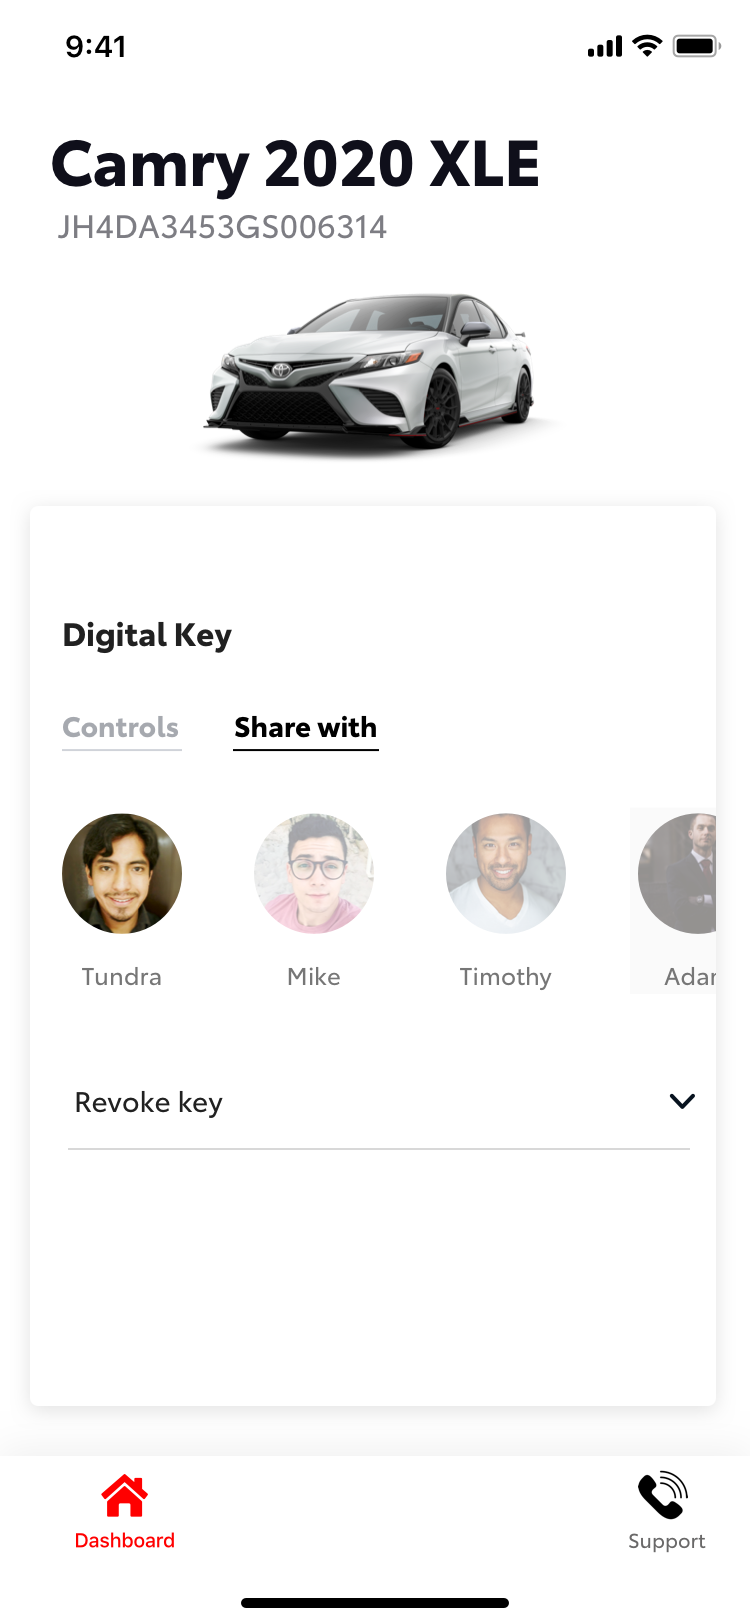 9:41
Camry 2020 XLE
JH4DA3453GS006314
Digital Key
Controls Share with
Tundra Mike Timothy Adar
Revoke key
Dashboard Support